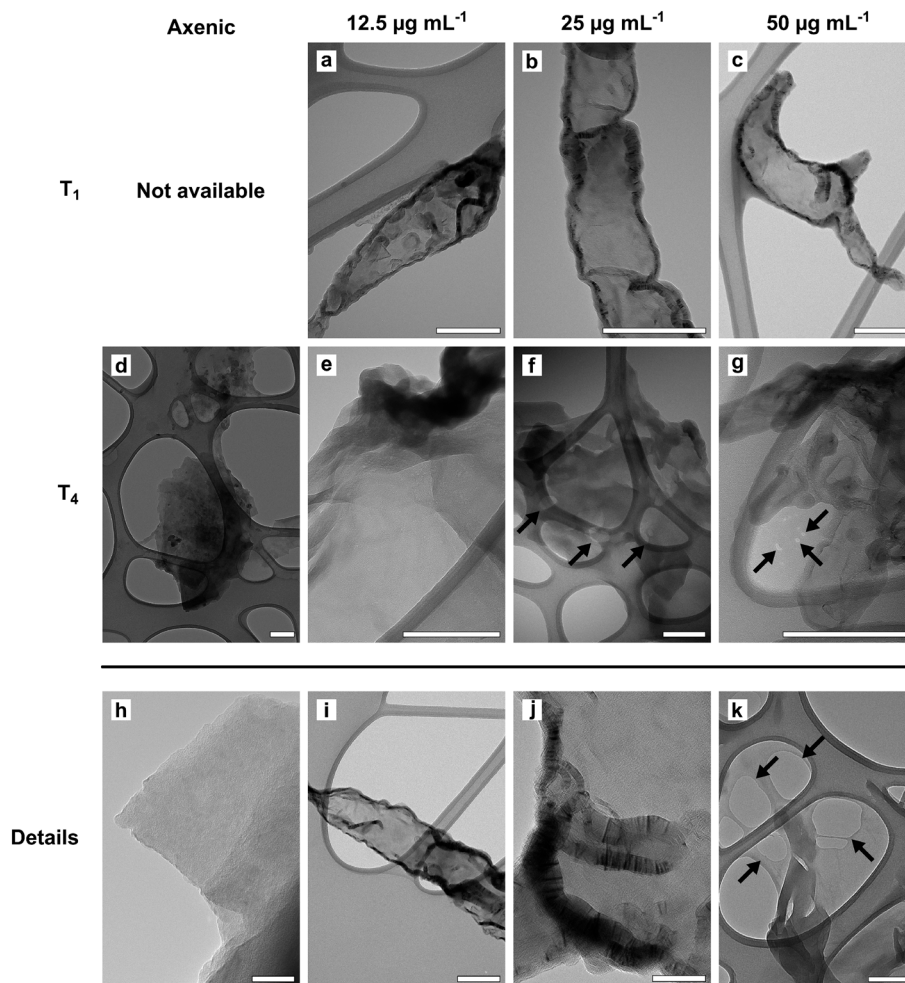 Axenic 12.5 µg mL⁻¹ 25 µg mL⁻¹ 50 µg mL⁻¹
a b c
T₁ Not available
d e f g
T₄
h i j k
Details